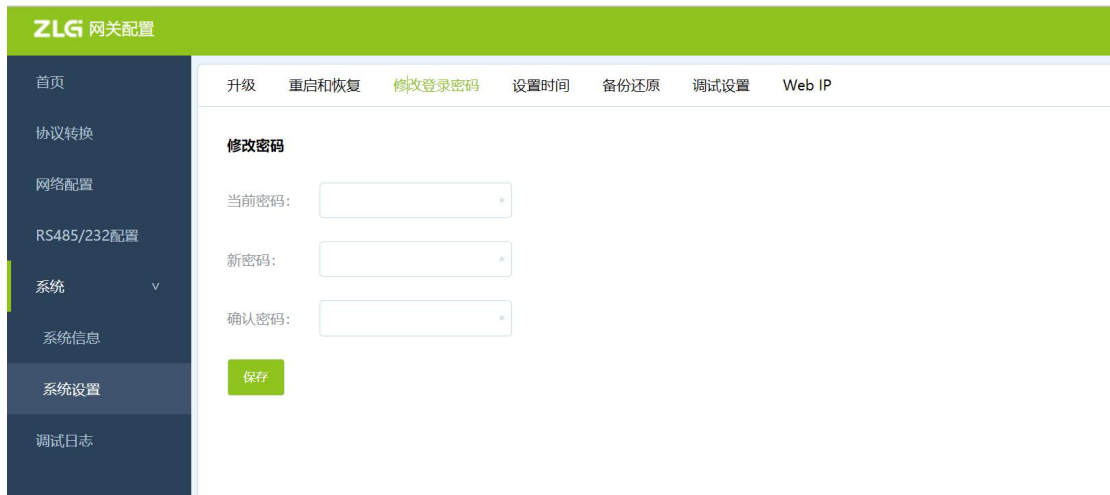 ZLG 网关配置
首页
协议转换
网络配置
RS485/232配置
系统 ∨
系统信息
系统设置
调试日志
升级 重启和恢复 修改登录密码 设置时间 备份还原 调试设置 Web IP
修改密码
当前密码： *
新密码： *
确认密码： *
保存